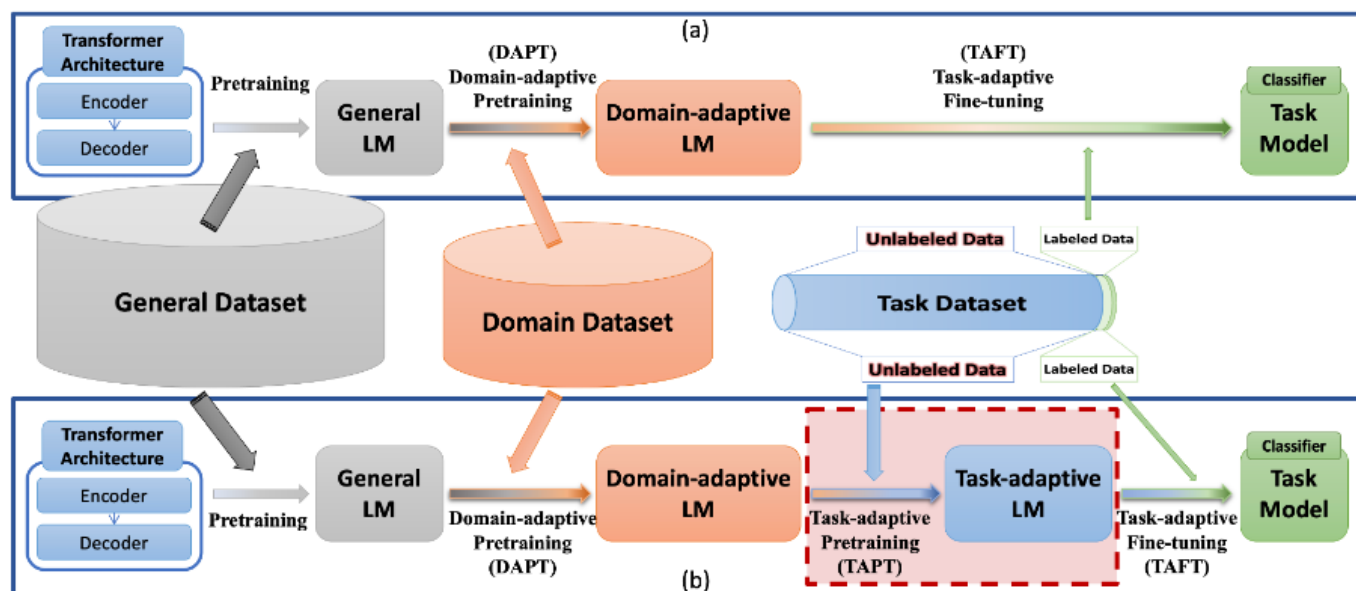 (a)
Transformer
Architecture
Encoder
Decoder
Pretraining
General
LM
(DAPT)
Domain-adaptive
Pretraining
Domain-adaptive
LM
(TAFT)
Task-adaptive
Fine-tuning
Classifier
Task
Model
General Dataset
Domain Dataset
Unlabeled Data
Labeled Data
Task Dataset
Unlabeled Data
Labeled Data
Transformer
Architecture
Encoder
Decoder
Pretraining
General
LM
Domain-adaptive
Pretraining
(DAPT)
Domain-adaptive
LM
Task-adaptive
Pretraining
(TAPT)
Task-adaptive
LM
Task-adaptive
Fine-tuning
(TAFT)
Classifier
Task
Model
(b)